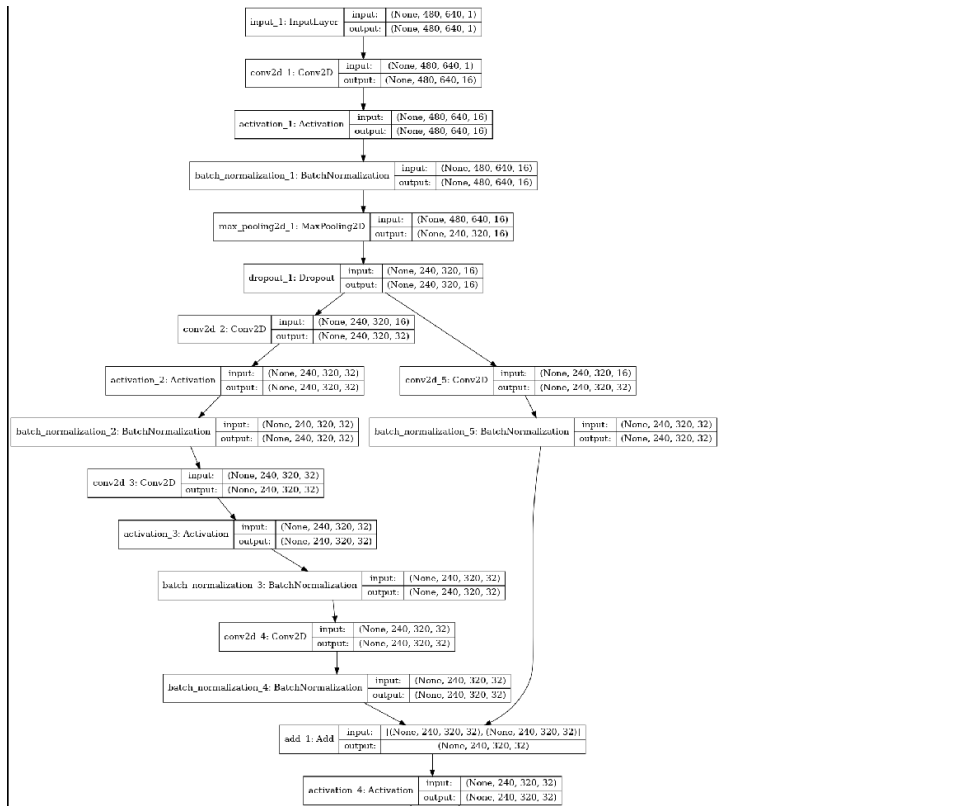 input_1: InputLayer input: (None, 480, 640, 1)
output: (None, 480, 640, 1)
conv2d_1: Conv2D input: (None, 480, 640, 1)
output: (None, 480, 640, 16)
activation_1: Activation input: (None, 480, 640, 16)
output: (None, 480, 640, 16)
batch_normalization_1: BatchNormalization input: (None, 480, 640, 16)
output: (None, 480, 640, 16)
max_pooling2d_1: MaxPooling2D input: (None, 480, 640, 16)
output: (None, 240, 320, 16)
dropout_1: Dropout input: (None, 240, 320, 16)
output: (None, 240, 320, 16)
conv2d_2: Conv2D input: (None, 240, 320, 16)
output: (None, 240, 320, 32)
activation_2: Activation input: (None, 240, 320, 32)
output: (None, 240, 320, 32)
conv2d_5: Conv2D input: (None, 240, 320, 16)
output: (None, 240, 320, 32)
batch_normalization_2: BatchNormalization input: (None, 240, 320, 32)
output: (None, 240, 320, 32)
batch_normalization_5: BatchNormalization input: (None, 240, 320, 32)
output: (None, 240, 320, 32)
conv2d_3: Conv2D input: (None, 240, 320, 32)
output: (None, 240, 320, 32)
activation_3: Activation input: (None, 240, 320, 32)
output: (None, 240, 320, 32)
batch_normalization_3: BatchNormalization input: (None, 240, 320, 32)
output: (None, 240, 320, 32)
conv2d_4: Conv2D input: (None, 240, 320, 32)
output: (None, 240, 320, 32)
batch_normalization_4: BatchNormalization input: (None, 240, 320, 32)
output: (None, 240, 320, 32)
add_1: Add input: [(None, 240, 320, 32), (None, 240, 320, 32)]
output: (None, 240, 320, 32)
activation_4: Activation input: (None, 240, 320, 32)
output: (None, 240, 320, 32)